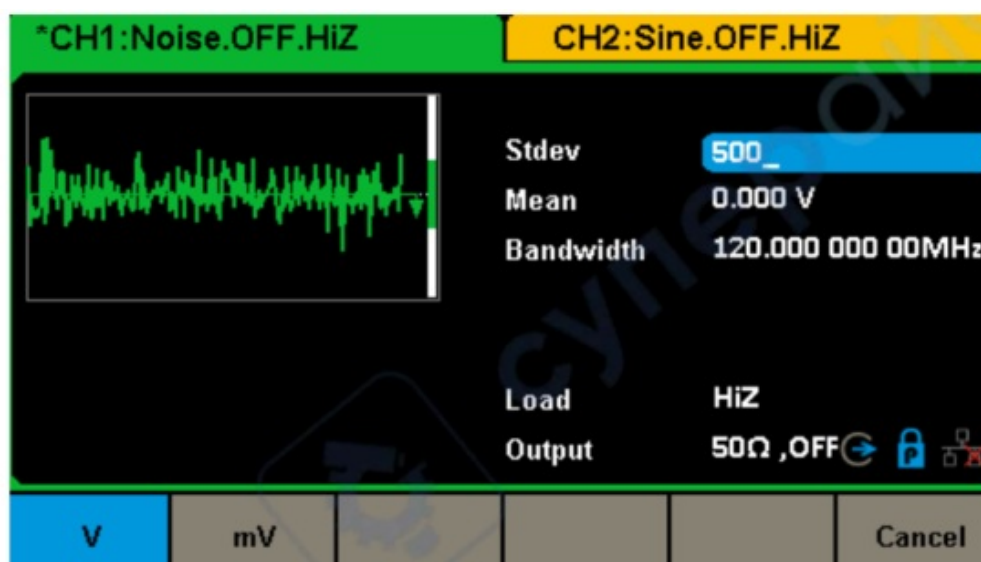 *CH1:Noise.OFF.HiZ CH2:Sine.OFF.HiZ
Stdev 500_
Mean 0.000 V
Bandwidth 120.000 000 00MHz
Load HiZ
Output 50Ω ,OFF P
V mV Cancel